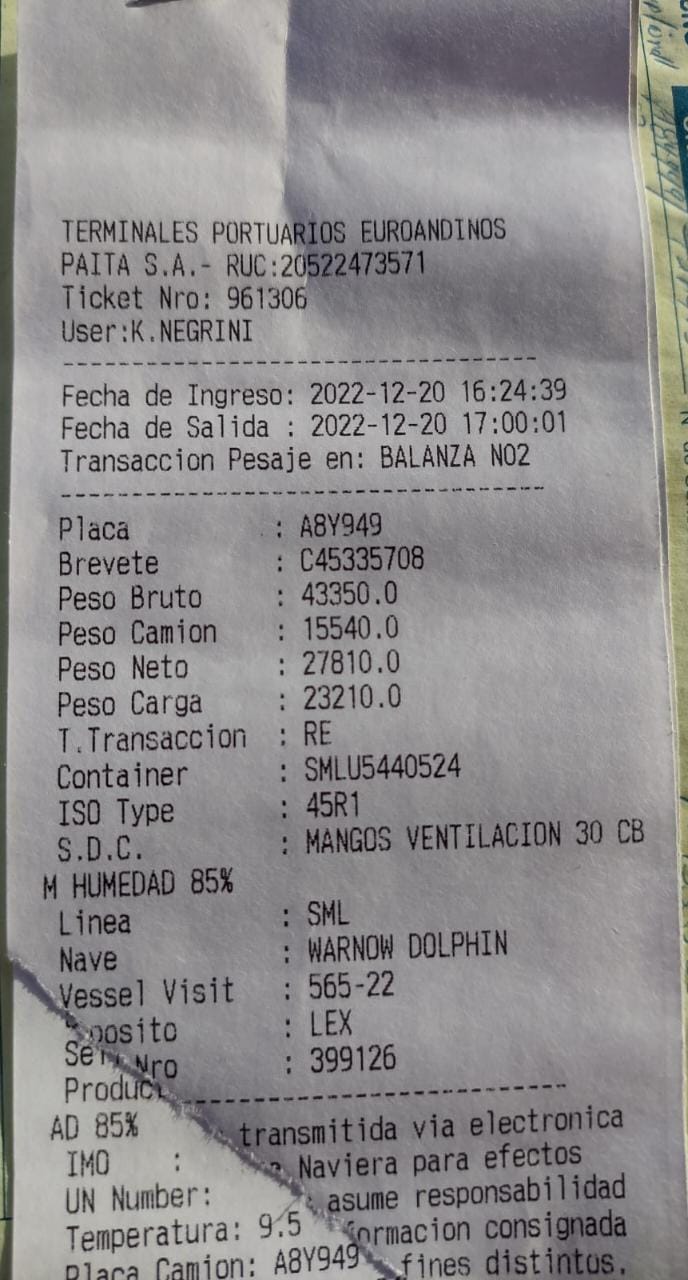 TERMINALES PORTUARIOS EUROANDINOS
PAITA S.A.- RUC:20522473571
Ticket Nro: 961306
User:K.NEGRINI
Fecha de Ingreso: 2022-12-20 16:24:39
Fecha de Salida : 2022-12-20 17:00:01
Transaccion Pesaje en: BALANZA NO2
Placa : A8Y949
Brevete : C45335708
Peso Bruto : 43350.0
Peso Camion : 15540.0
Peso Neto : 27810.0
Peso Carga : 23210.0
T.Transaccion : RE
Container : SMLU5440524
ISO Type : 45R1
S.D.C. : MANGOS VENTILACION 30 CB
M HUMEDAD 85%
Linea : SML
Nave : WARNOW DOLPHIN
Vessel Visit : 565-22
posito : LEX
Nro : 399126
Produc
AD 85%
transmitida via electronica
IMO :
Naviera para efectos
UN Number:
asume responsabilidad
Temperatura: 9.5
formacion consignada
Placa Camion: A8Y949
fines distintos.